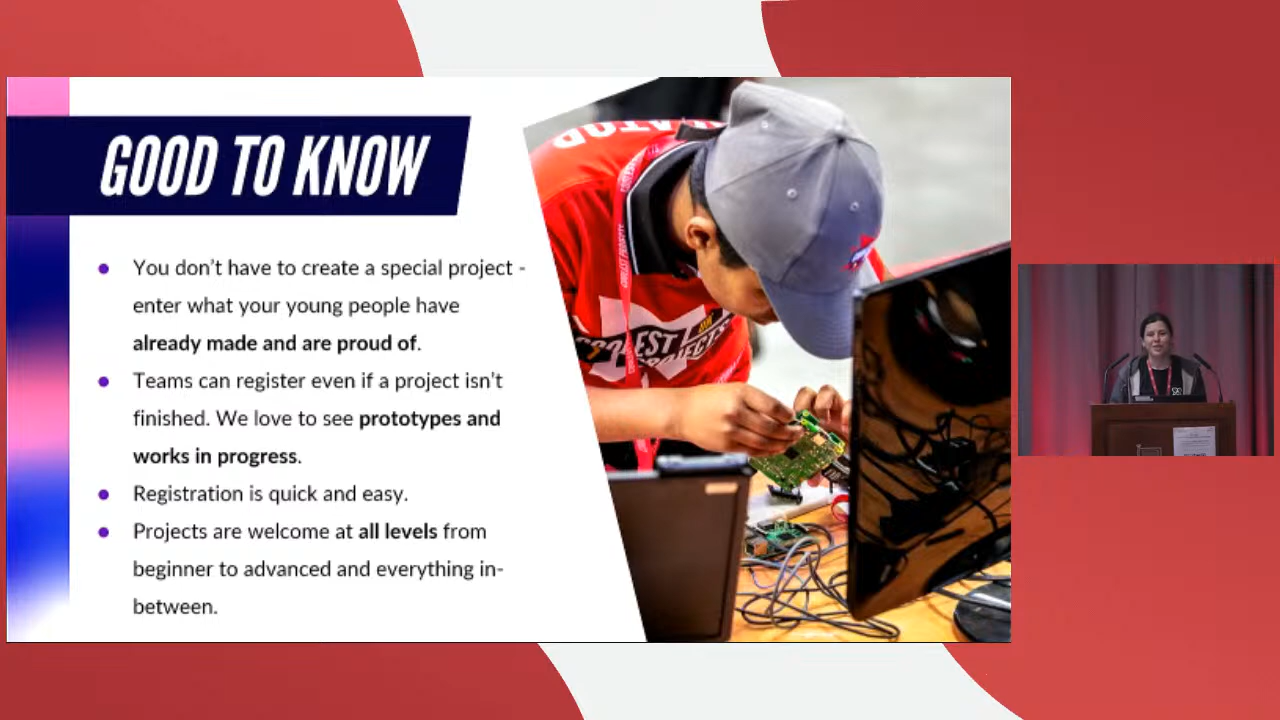 GOOD TO KNOW
You don't have to create a special project -
enter what your young people have
already made and are proud of.
Teams can register even if a project isn't
finished. We love to see prototypes and
works in progress.
Registration is quick and easy.
Projects are welcome at all levels from
beginner to advanced and everything in-
between.
COOLEST PROJECTS